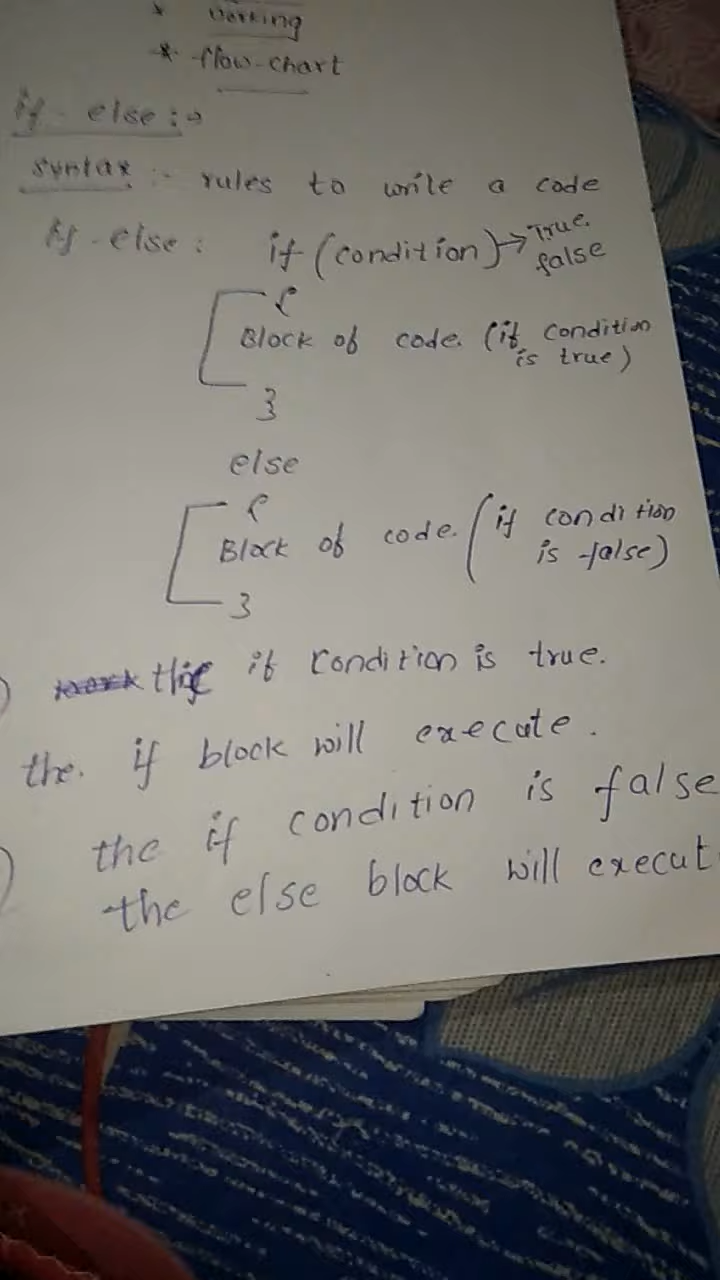 * working
* flow-chart
if - else :->
syntax :- rules to write a code
if - else : if (condition) → True.
false
{
Block of code. (if condition
is true)
}
else
{
Block of code. (if condition
is false)
}
if condition is true.
the. if block will execute.
the if condition is false
the else block will execut